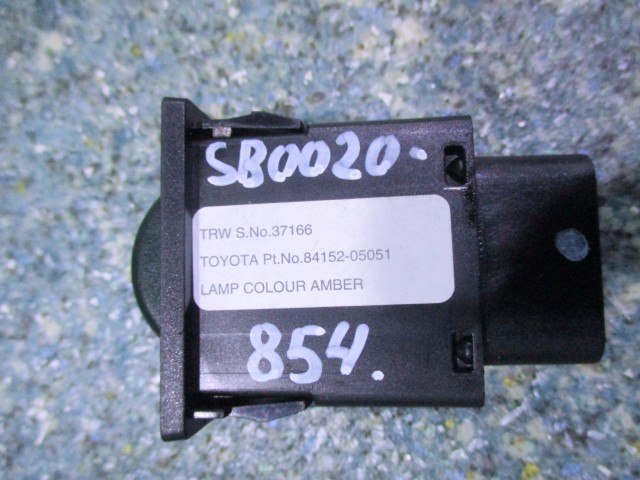 SB0020-
TRW S.No.37166
TOYOTA Pt.No.84152-05051
LAMP COLOUR AMBER
854.